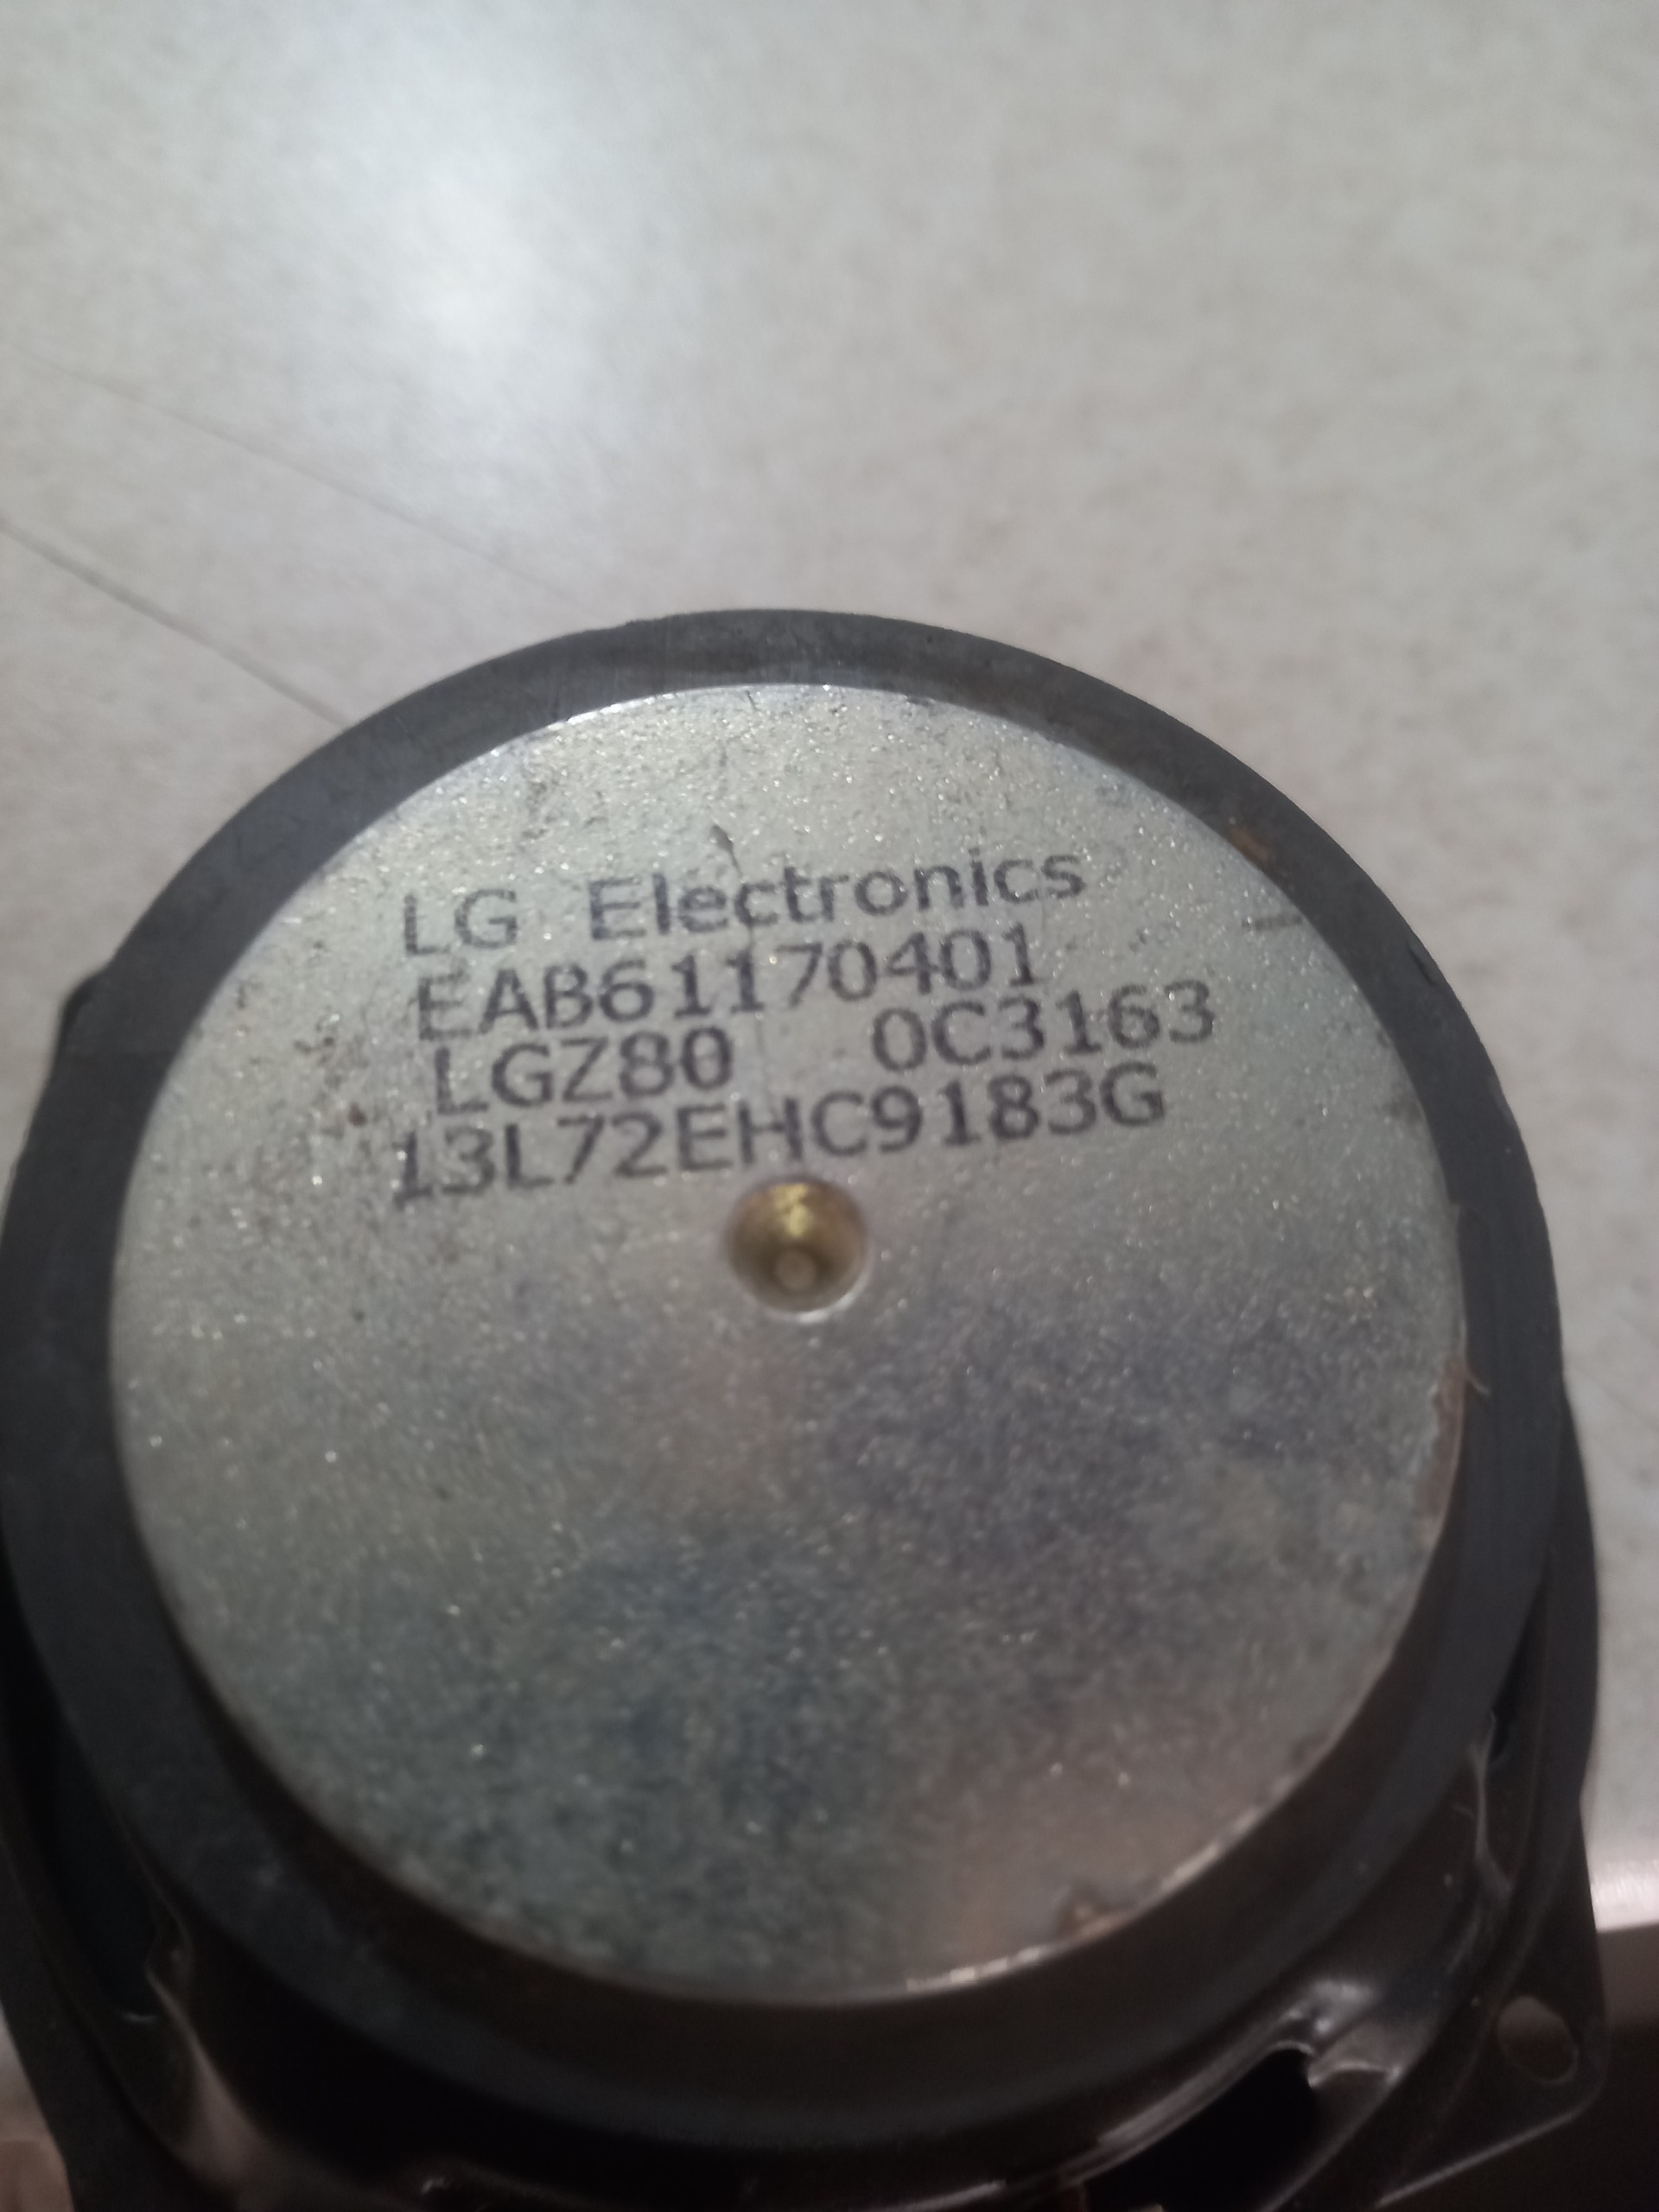 LG Electronics
EAB61170401
LGZ80 0C3163
13L72EHC9183G